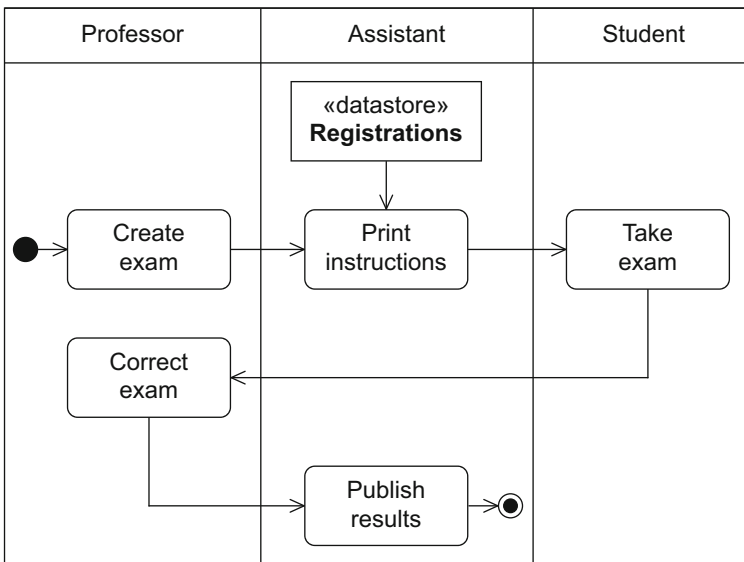 Professor
Assistant
Student
«datastore»
Registrations
Create
exam
Print
instructions
Take
exam
Correct
exam
Publish
results